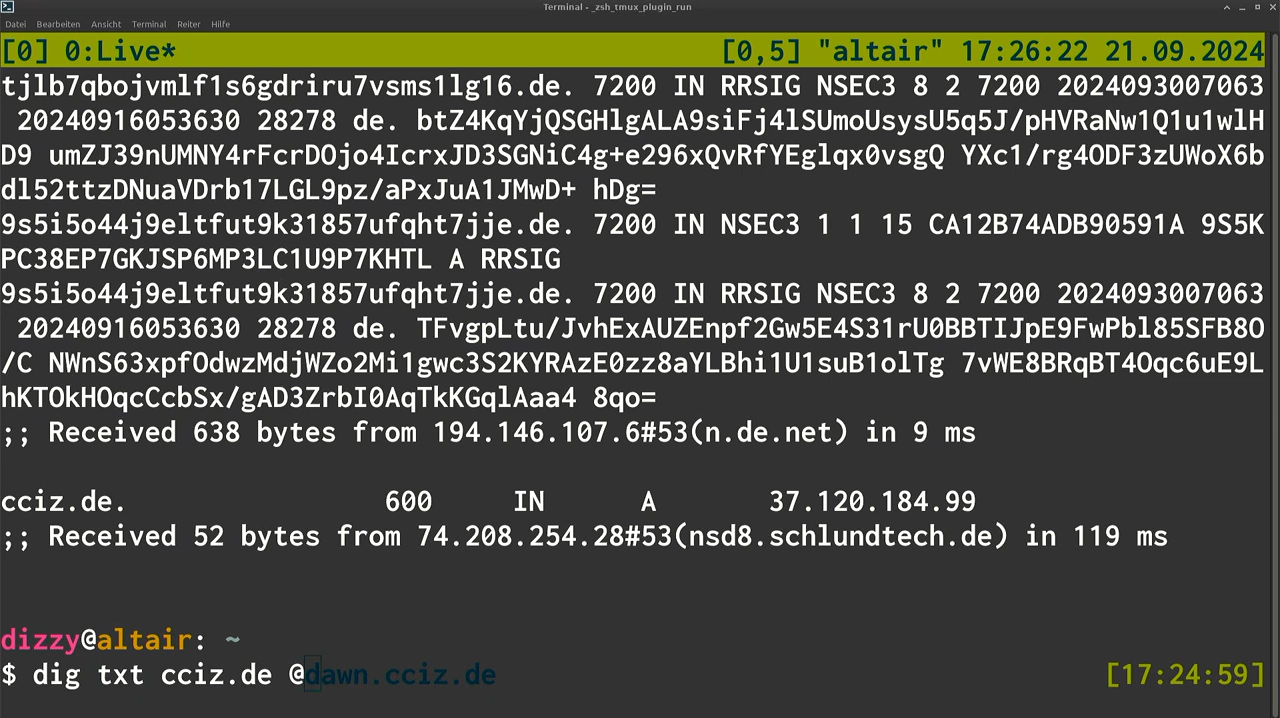 Terminal - _zsh_tmux_plugin_run
Datei Bearbeiten Ansicht Terminal Reiter Hilfe
[0] 0:Live* [0,5] "altair" 17:26:22 21.09.2024
tjlb7qbojvmlf1s6gdriru7vsms1lg16.de. 7200 IN RRSIG NSEC3 8 2 7200 2024093007063
20240916053630 28278 de. btZ4KqYjQSGHlgALA9siFj4lSUmoUsysU5q5J/pHVRaNw1Q1u1wlH
D9 umZJ39nUMNY4rFcrDOjo4IcrxJD3SGNiC4g+e296xQvRfYEglqx0vsgQ YXc1/rg4ODF3zUWoX6b
dl52ttzDNuaVDrb17LGL9pz/aPxJuA1JMwD+ hDg=
9s5i5o44j9eltfut9k31857ufqht7jje.de. 7200 IN NSEC3 1 1 15 CA12B74ADB90591A 9S5K
PC38EP7GKJSP6MP3LC1U9P7KHTL A RRSIG
9s5i5o44j9eltfut9k31857ufqht7jje.de. 7200 IN RRSIG NSEC3 8 2 7200 2024093007063
20240916053630 28278 de. TFvgpLtu/JvhExAUZEnpf2Gw5E4S31rU0BBTIJpE9FwPbl85SFB8O
/C NWnS63xpfOdwzMdjWZo2Mi1gwc3S2KYRAzE0zz8aYLBhi1U1suB1olTg 7vWE8BRqBT4Oqc6uE9L
hKTOkHOqcCcbSx/gAD3ZrbI0AqTkKGqlAaa4 8qo=
;; Received 638 bytes from 194.146.107.6#53(n.de.net) in 9 ms
cciz.de. 600 IN A 37.120.184.99
;; Received 52 bytes from 74.208.254.28#53(nsd8.schlundtech.de) in 119 ms
dizzy@altair: ~
$ dig txt cciz.de @dawn.cciz.de [17:24:59]